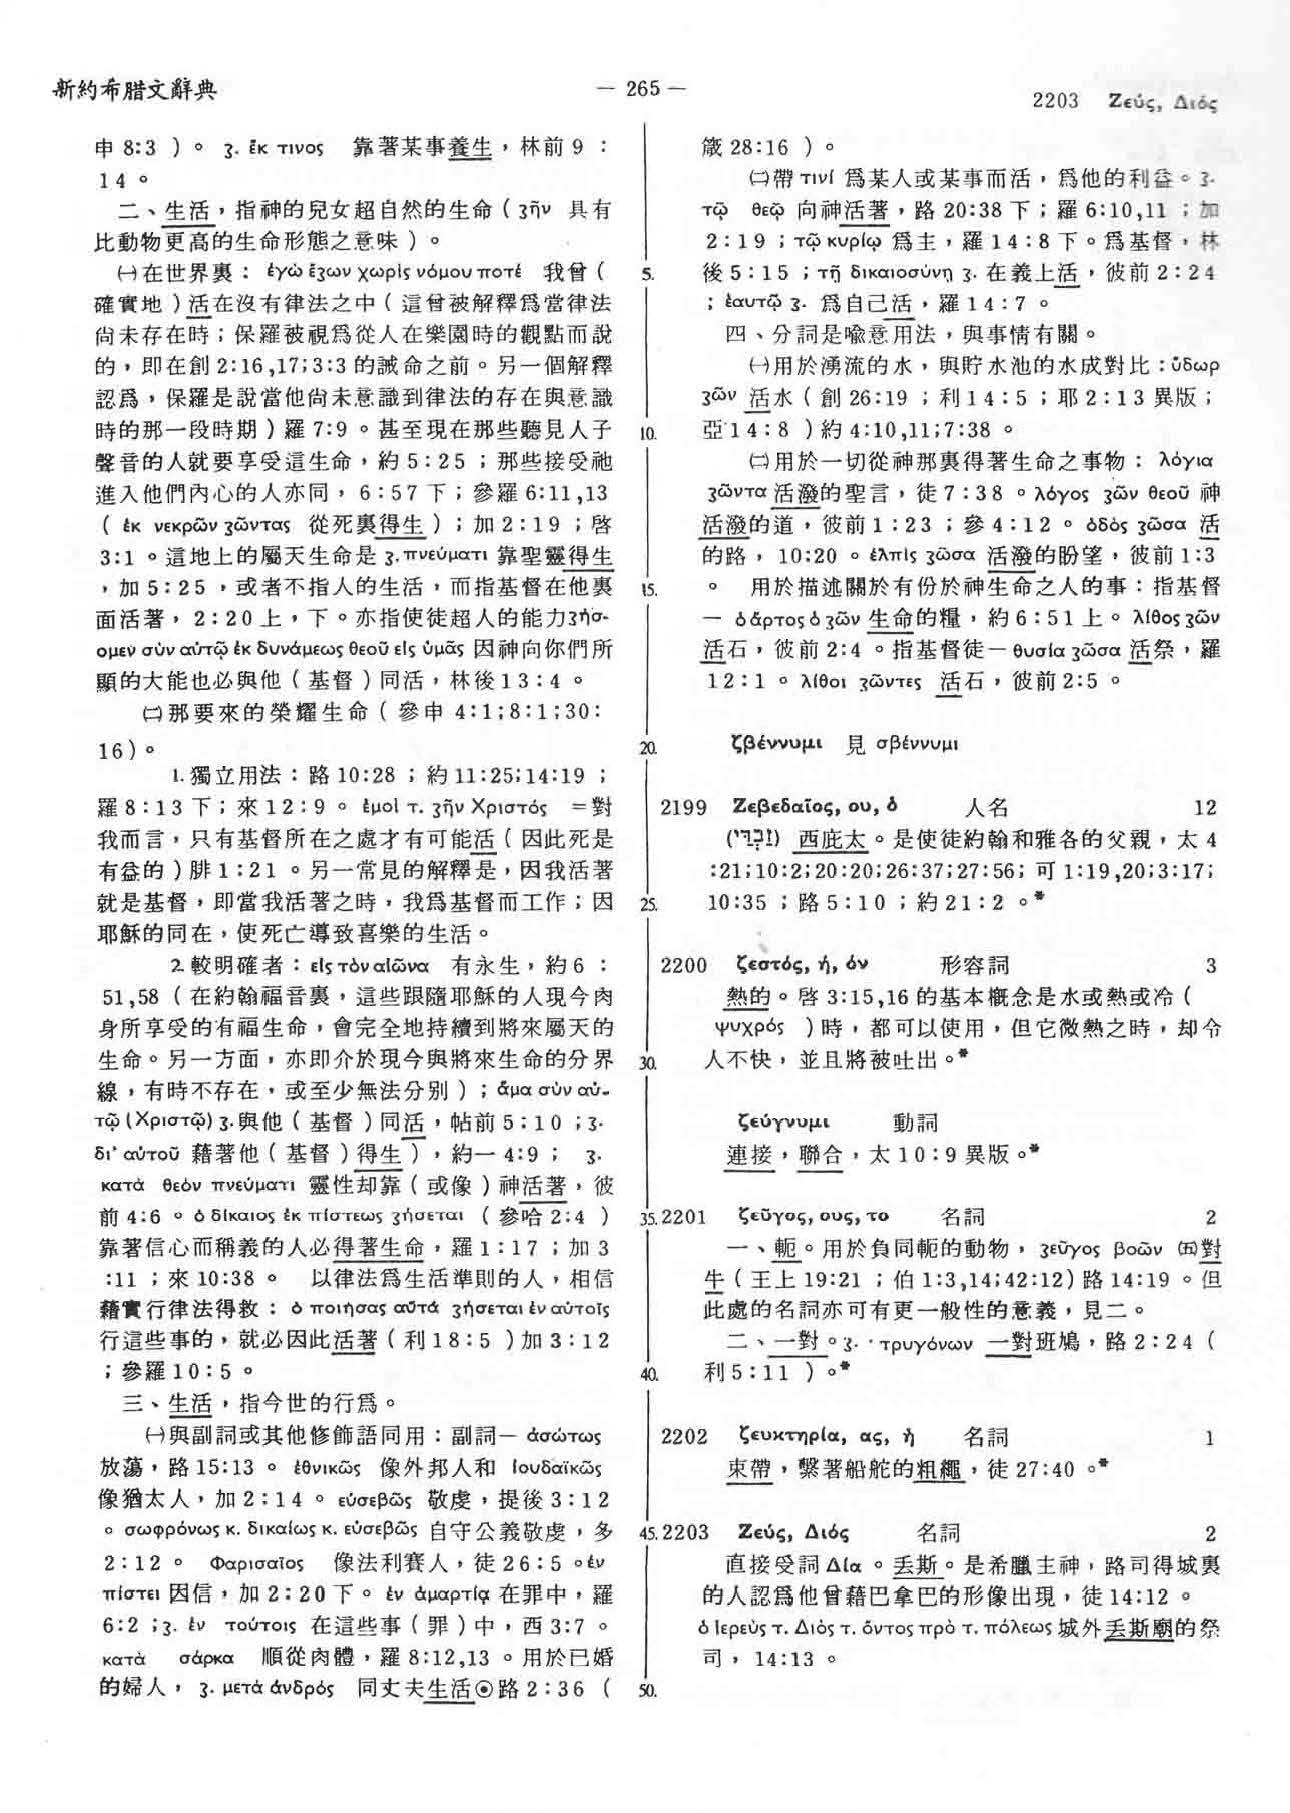 新約希腊文辭典
— 265 —
2203 Ζεύς, Διός
申 8:3 )。 ʒ. ἔκ τινος 靠著某事養生,林前 9 :
14。
二、生活,指神的兒女超自然的生命(ʒῆν 具有
比動物更高的生命形態之意味)。
㈠在世界裏: ἐγὼ ἔʒων χωρὶς νόμου ποτέ 我曾(
確實地)活在沒有律法之中(這曾被解釋爲當律法
尚未存在時;保羅被視爲從人在樂園時的觀點而說
的,即在創 2:16,17;3:3 的誡命之前。另一個解釋
認爲,保羅是說當他尚未意識到律法的存在與意識
時的那一段時期)羅 7:9。甚至現在那些聽見人子
聲音的人就要享受這生命,約 5:25 ;那些接受祂
進入他們內心的人亦同, 6:57 下;參羅 6:11,13
( ἐκ νεκρῶν ʒῶντας 從死裏得生);加 2:19 ;啓
3:1 。這地上的屬天生命是 ʒ. πνεύματι 靠聖靈得生
,加 5:25 ,或者不指人的生活,而指基督在他裏
面活著, 2:20 上,下。亦指使徒超人的能力 ʒήσ-
ομεν σὺν αὐτῷ ἐκ δυνάμεως θεοῦ εἰς ὑμᾶς 因神向你們所
顯的大能也必與他(基督)同活,林後 13:4 。
㈡那要來的榮耀生命(參申 4:1;8:1;30:
16)。
1. 獨立用法:路 10:28 ;約 11:25;14:19 ;
羅 8:13 下;來 12:9 。 ἐμοὶ τ. ʒῆν Χριστός =對
我而言,只有基督所在之處才有可能活(因此死是
有益的)腓 1:21 。另一常見的解釋是,因我活著
就是基督,即當我活著之時,我爲基督而工作;因
耶穌的同在,使死亡導致喜樂的生活。
2. 較明確者: εἰς τὸν αἰῶνα 有永生,約 6 :
51,58 (在約翰福音裏,這些跟隨耶穌的人現今肉
身所享受的有福生命,會完全地持續到將來屬天的
生命。另一方面,亦即介於現今與將來生命的分界
線,有時不存在,或至少無法分別);ἅμα σὺν αὐ-
τῷ (Χριστῷ) ʒ.與他(基督)同活,帖前 5:10 ;ʒ.
δι' αὐτοῦ 藉著他(基督)得生),約一 4:9 ; ʒ.
κατὰ θεὸν πνεύματι 靈性却靠(或像)神活著,彼
前 4:6 。 ὁ δίκαιος ἐκ πίστεως ʒήσεται (參哈 2:4 )
靠著信心而稱義的人必得著生命,羅 1:17 ;加 3
:11 ;來 10:38 。 以律法爲生活準則的人,相信
藉實行律法得救: ὁ ποιήσας αὐτά ʒήσεται ἐν αὐτοῖς
行這些事的,就必因此活著(利 18:5 )加 3:12
;參羅 10:5 。
三、生活,指今世的行爲。
㈠與副詞或其他修飾語同用:副詞— ἀσώτως
放蕩,路 15:13 。 ἐθνικῶς 像外邦人和 Ἰουδαϊκῶς
像猶太人,加 2:14 。 εὐσεβῶς 敬虔,提後 3:12
。 σωφρόνως κ. δικαίως κ. εὐσεβῶς 自守公義敬虔,多
2:12 。 Φαρισαῖος 像法利賽人,徒 26:5 。ἐν
πίστει 因信,加 2:20 下。 ἐν ἁμαρτίᾳ 在罪中,羅
6:2 ;ʒ. ἐν τούτοις 在這些事(罪)中,西 3:7 。
κατὰ σάρκα 順從肉體,羅 8:12,13 。用於已婚
的婦人, ʒ. μετὰ ἀνδρός 同丈夫生活⊙路 2:36 (
5.
10.
15.
20.
25.
30.
35.
40.
45.
50.
箴 28:16 )。
㈡帶 τινί 爲某人或某事而活,爲他的利益。ʒ.
τῷ θεῷ 向神活著,路 20:38 下;羅 6:10,11 ;加
2:19 ;τῷ κυρίῳ 爲主,羅 14:8 下。爲基督,林
後 5:15 ;τῇ δικαιοσύνῃ ʒ. 在義上活,彼前 2:24
; ἑαυτῷ ʒ. 爲自己活,羅 14:7 。
四、分詞是喩意用法,與事情有關。
㈠用於湧流的水,與貯水池的水成對比:ὕδωρ
ʒῶν 活水(創 26:19 ;利 14:5 ;耶 2:13 異版;
亞 14:8 )約 4:10,11;7:38 。
㈡用於一切從神那裏得著生命之事物: λόγια
ʒῶντα 活潑的聖言,徒 7:38 。λόγος ʒῶν θεοῦ 神
活潑的道,彼前 1:23 ;參 4:12 。 ὁδὸς ʒῶσα 活
的路, 10:20 。 ἐλπὶς ʒῶσα 活潑的盼望,彼前 1:3
。 用於描述關於有份於神生命之人的事:指基督
— ὁ ἄρτος ὁ ʒῶν 生命的糧,約 6:51 上。 λίθος ʒῶν
活石,彼前 2:4 。指基督徒— θυσία ʒῶσα 活祭,羅
12:1 。 λίθοι ʒῶντες 活石,彼前 2:5 。
ζβέννυμι 見 σβέννυμι
2199 Ζεβεδαῖος, ου, ὁ 人名 12
(זַבְדִּי) 西庇太。是使徒約翰和雅各的父親,太 4
:21;10:2;20:20;26:37;27:56;可 1:19,20;3:17;
10:35 ;路 5:10 ;約 21:2 。*
2200 ζεστός, ή, όν 形容詞 3
熱的。啓 3:15,16 的基本概念是水或熱或冷(
ψυχρός )時,都可以使用,但它微熱之時,却令
人不快,並且將被吐出。*
ζεύγνυμι 動詞
連接,聯合,太 10:9 異版。*
2201 ζεῦγος, ους, το 名詞 2
一、軛。用於負同軛的動物, ʒεῦγος βοῶν ㈤對
牛(王上 19:21 ;伯 1:3,14;42:12)路 14:19 。但
此處的名詞亦可有更一般性的意義,見二。
二、一對。ʒ. τρυγόνων 一對班鳩,路 2:24 (
利 5:11 )。*
2202 ζευκτηρία, ας, ἡ 名詞 1
束帶,繫著船舵的粗繩,徒 27:40 。*
2203 Ζεύς, Διός 名詞 2
直接受詞 Δία 。丢斯。是希臘主神,路司得城裏
的人認爲他曾藉巴拿巴的形像出現,徒 14:12 。
ὁ ἱερεὺς τ. Διὸς τ. ὄντος πρὸ τ. πόλεως 城外丢斯廟的祭
司, 14:13 。